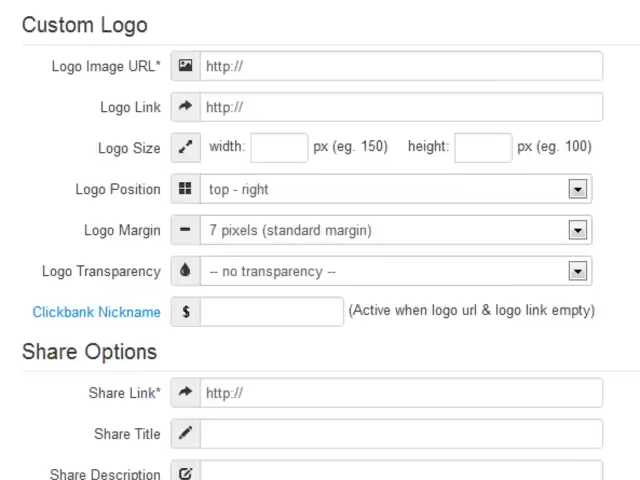 Custom Logo
Logo Image URL* http://
Logo Link http://
Logo Size width: px (eg. 150) height: px (eg. 100)
Logo Position top - right
Logo Margin 7 pixels (standard margin)
Logo Transparency -- no transparency --
Clickbank Nickname $ (Active when logo url & logo link empty)
Share Options
Share Link* http://
Share Title
Share Description